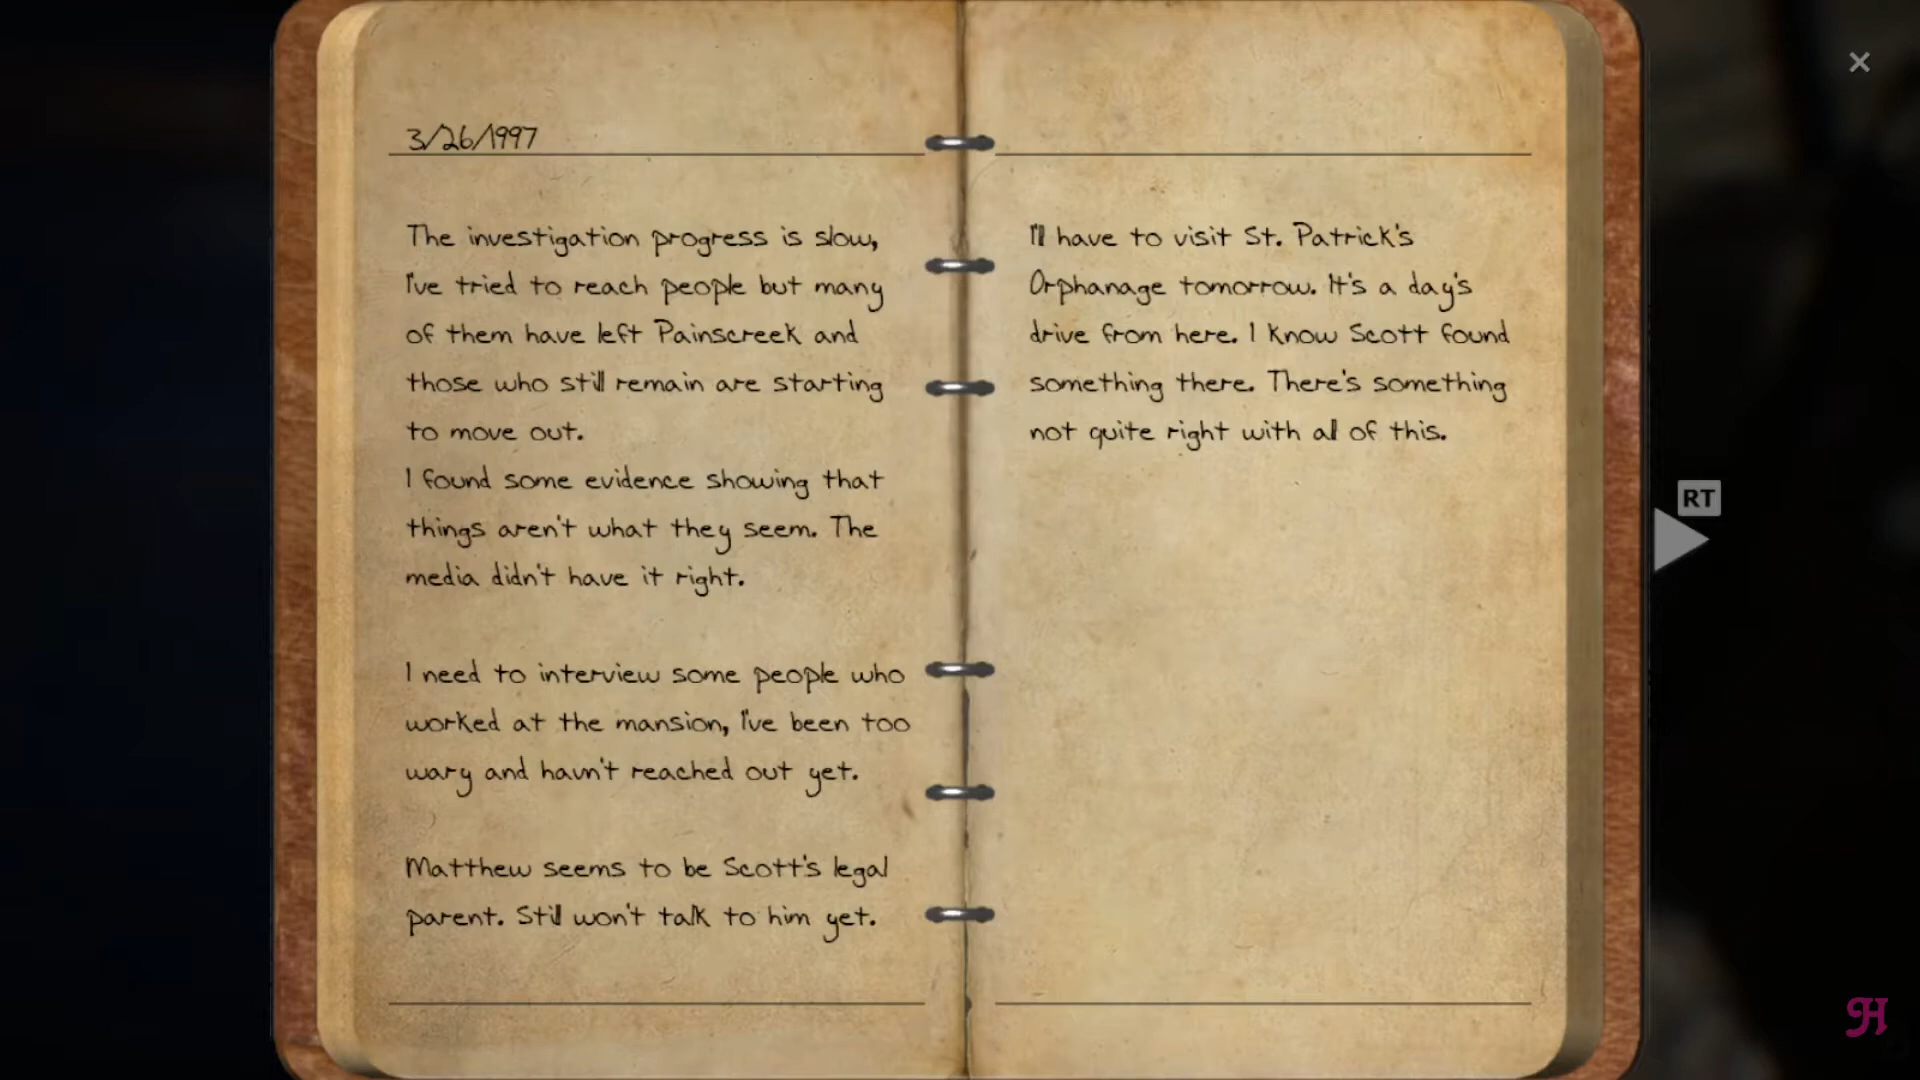 3/26/1997
The investigation progress is slow,
I've tried to reach people but many
of them have left Painscreek and
those who still remain are starting
to move out.
I found some evidence showing that
things aren't what they seem. The
media didn't have it right.
I need to interview some people who
worked at the mansion, I've been too
wary and havn't reached out yet.
Matthew seems to be Scott's legal
parent. Still won't talk to him yet.
I'll have to visit St. Patrick's
Orphanage tomorrow. It's a day's
drive from here. I know Scott found
something there. There's something
not quite right with all of this.
RT